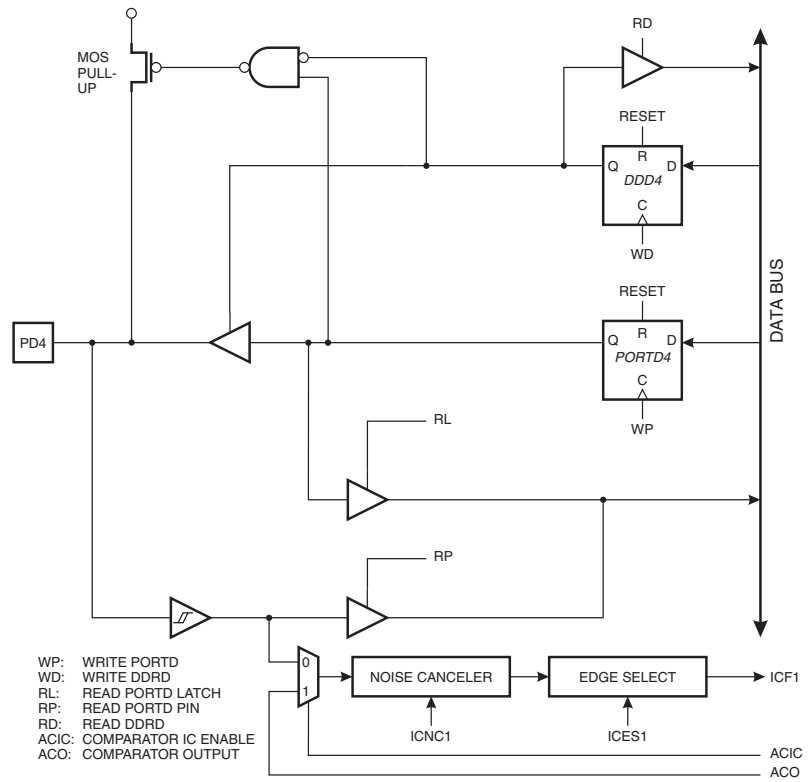 RD
MOS
PULL-
UP
RESET
R
Q
D
DDD4
C
WD
DATA BUS
RESET
PD4
R
Q
D
PORTD4
C
WP
RL
RP
WP: WRITE PORTD
WD: WRITE DDRD
RL: READ PORTD LATCH
RP: READ PORTD PIN
RD: READ DDRD
ACIC: COMPARATOR IC ENABLE
ACO: COMPARATOR OUTPUT
0
1
NOISE CANCELER
EDGE SELECT
ICF1
ICNC1
ICES1
ACIC
ACO